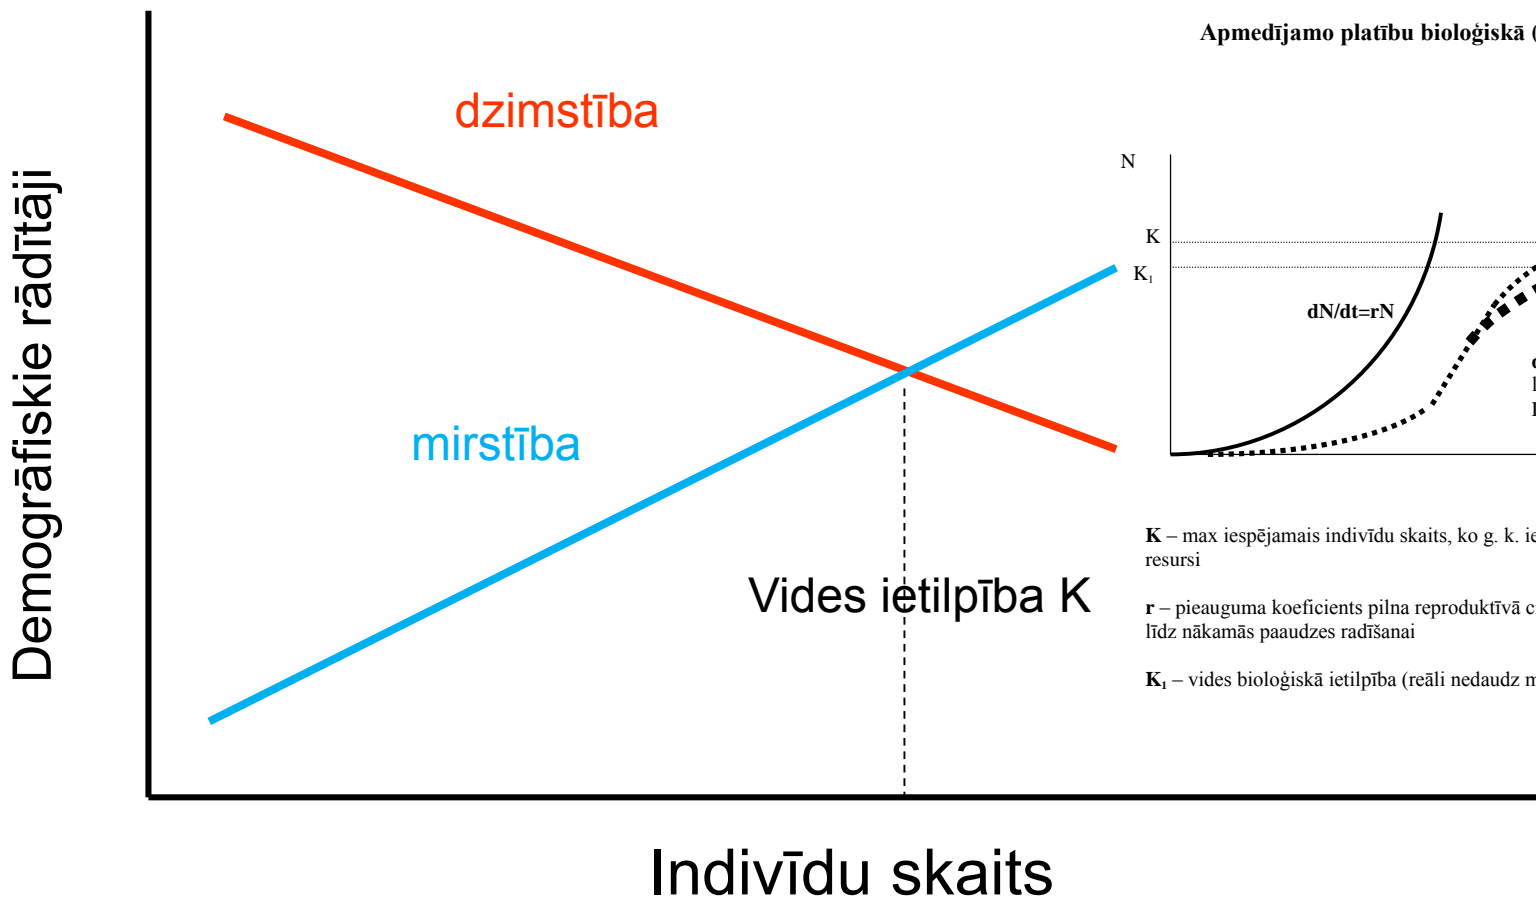 Apmedījamo platību bioloģiskā (
dzimstība
Demogrāfiskie rādītāji
mirstība
Vides ietilpība K
Indivīdu skaits
N
K
K₁
dN/dt=rN
K – max iespējamais indivīdu skaits, ko g. k. ie
resursi
r – pieauguma koeficients pilna reproduktīvā c
līdz nākamās paaudzes radīšanai
K₁ – vides bioloģiskā ietilpība (reāli nedaudz m